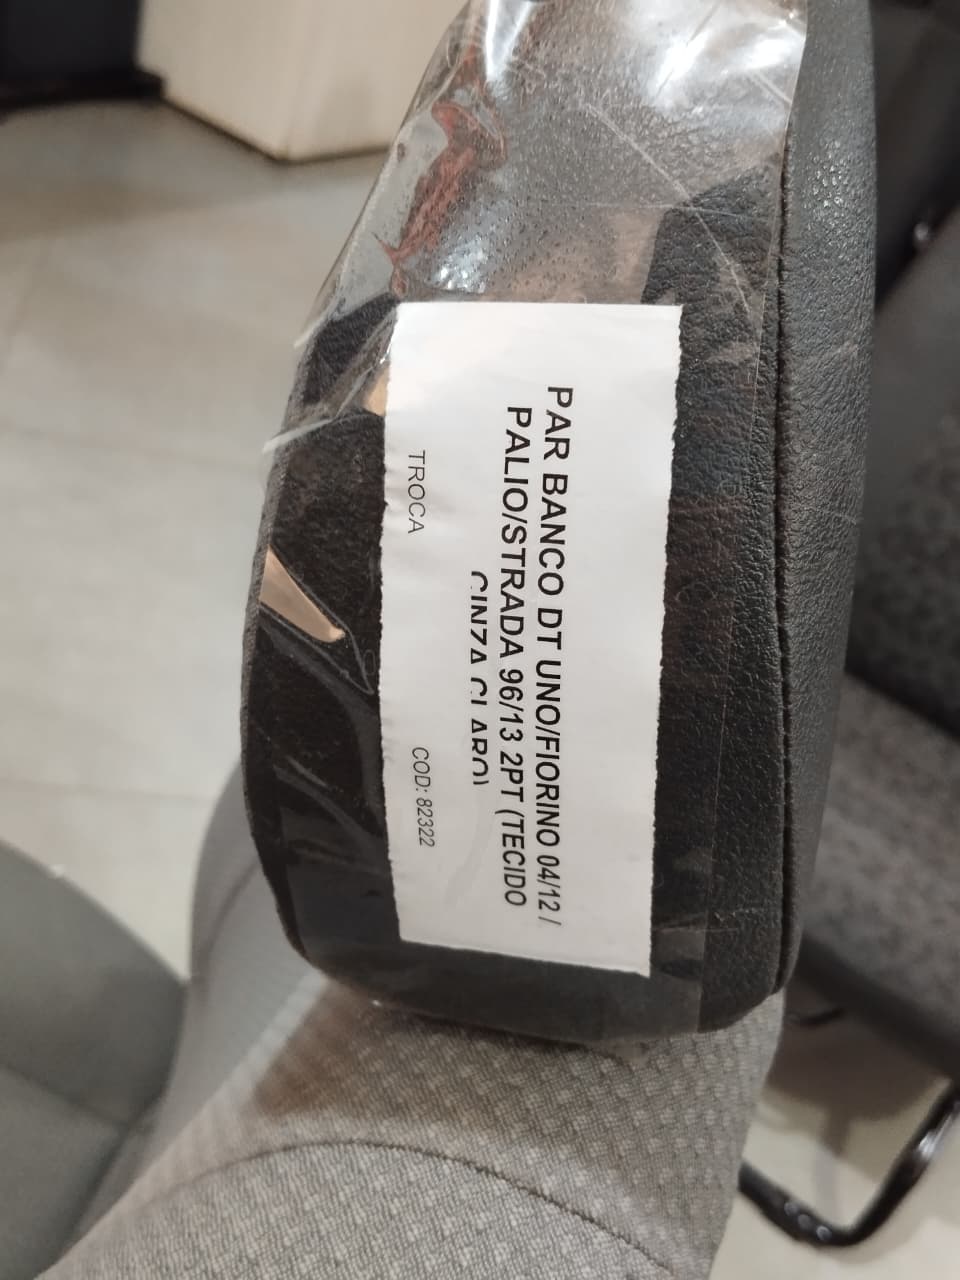 PAR BANCO DT UNO/FIORINO 04/12 /
PALIO/STRADA 96/13 2PT (TECIDO
CINZA CLARO)
TROCA COD: 82322